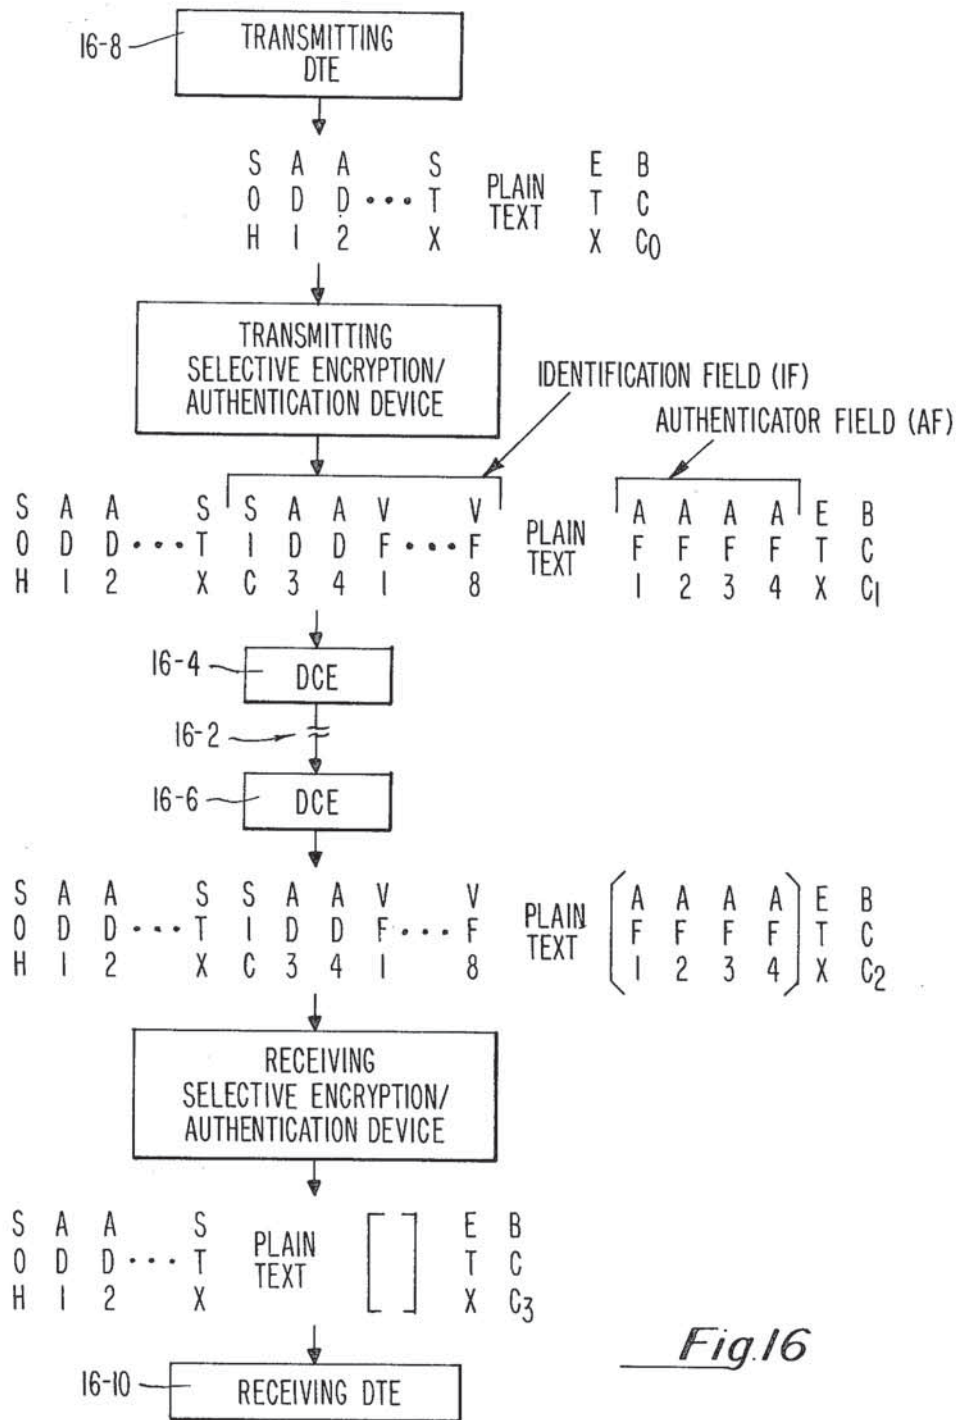 16-8
TRANSMITTING
DTE
S A A S E B
O D D ••• T PLAIN TEXT T C
H 1 2 X X C0
TRANSMITTING
SELECTIVE ENCRYPTION/
AUTHENTICATION DEVICE
IDENTIFICATION FIELD (IF)
AUTHENTICATOR FIELD (AF)
S A A S S A A V V A A A A E B
O D D ••• T I D D F ••• F PLAIN TEXT F F F F T C
H 1 2 X C 3 4 1 8 1 2 3 4 X C1
16-4
DCE
16-2
16-6
DCE
S A A S S A A V V A A A A E B
O D D ••• T I D D F ••• F PLAIN TEXT F F F F T C
H 1 2 X C 3 4 1 8 1 2 3 4 X C2
RECEIVING
SELECTIVE ENCRYPTION/
AUTHENTICATION DEVICE
S A A S E B
O D D ••• T PLAIN TEXT [ ] T C
H 1 2 X X C3
Fig.16
16-10
RECEIVING DTE